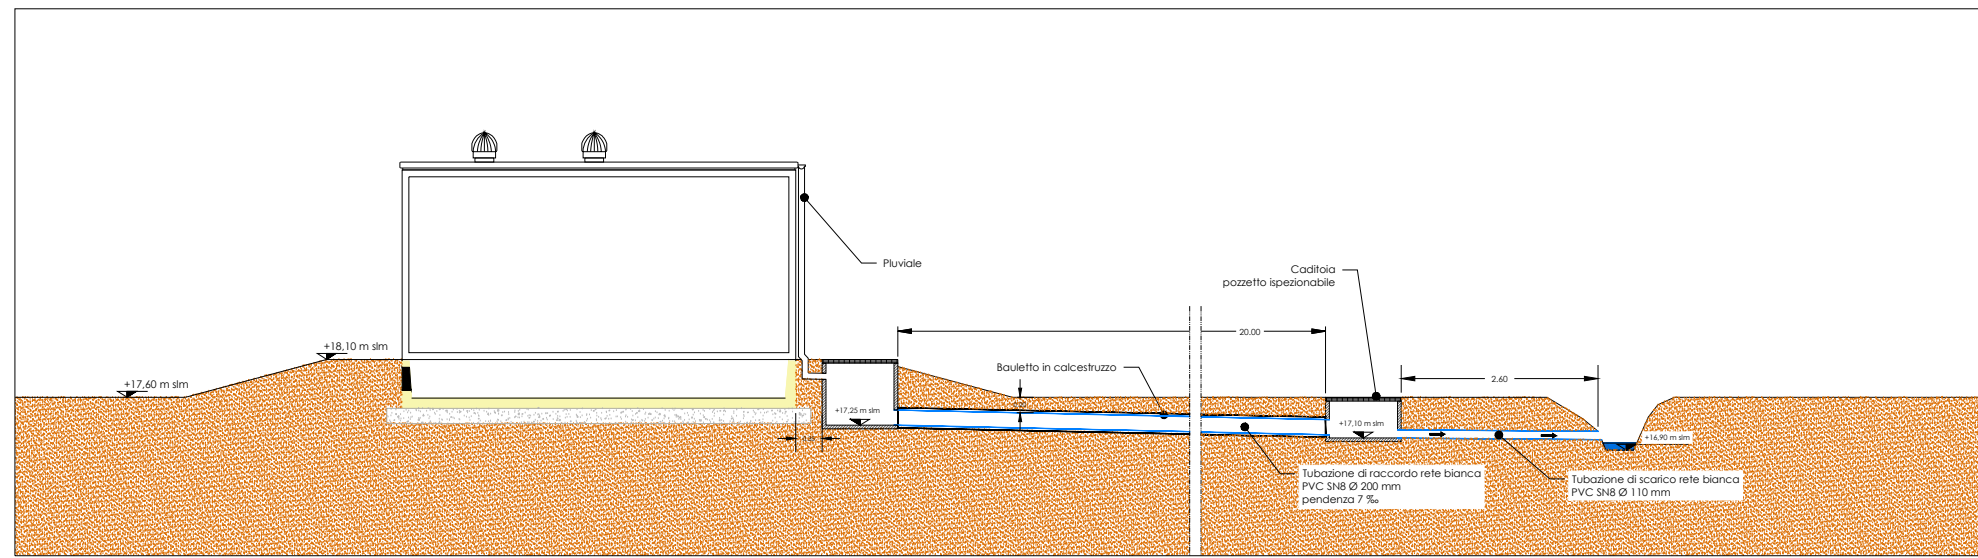 Pluviale
Caditoia
pozzetto ispezionabile
20.00
+18,10 m slm
Bauletto in calcestruzzo
2.60
+17,60 m slm
+17,25 m slm
+17,10 m slm
+16,90 m slm
Tubazione di raccordo rete bianca
PVC SN8 Ø 200 mm
pendenza 7 ‰
Tubazione di scarico rete bianca
PVC SN8 Ø 110 mm